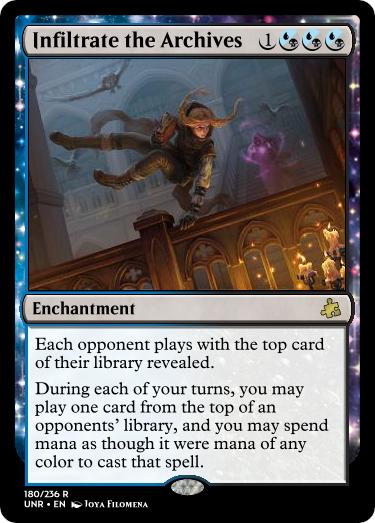 Infiltrate the Archives 1
Enchantment
Each opponent plays with the top card
of their library revealed.
During each of your turns, you may
play one card from the top of an
opponents' library, and you may spend
mana as though it were mana of any
color to cast that spell.
180/236 R
UNR • EN Joya Filomena